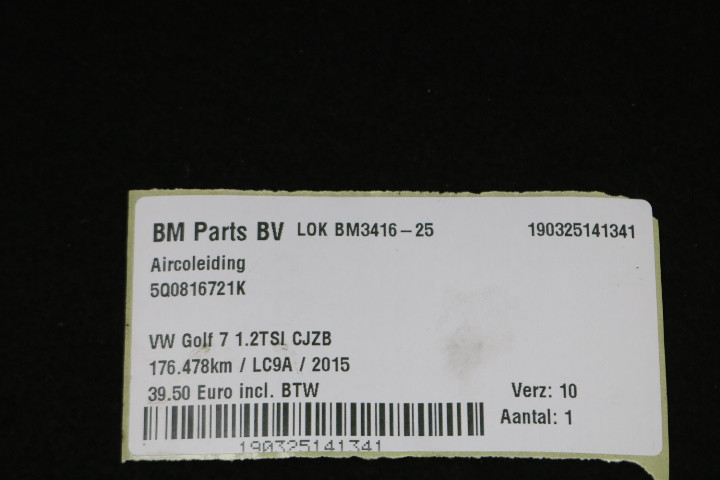 BM Parts BV LOK BM3416-25 190325141341
Aircoleiding
5Q0816721K
VW Golf 7 1.2TSI CJZB
176.478km / LC9A / 2015
39.50 Euro incl. BTW Verz: 10
Aantal: 1
190325141341